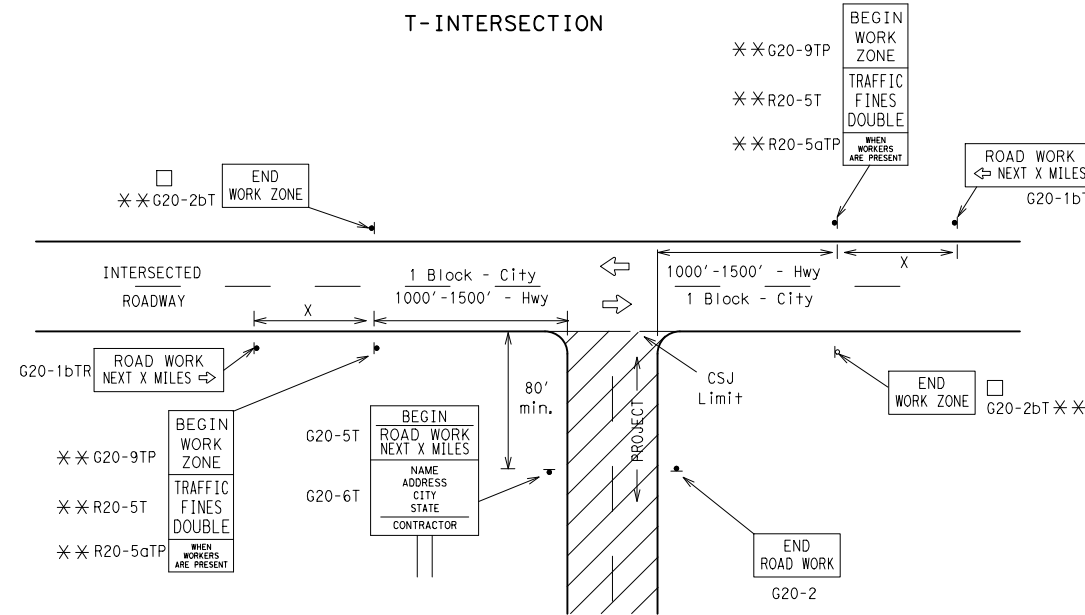 T-INTERSECTION
✳✳G20-9TP
BEGIN
WORK
ZONE
✳✳R20-5T
TRAFFIC
FINES
DOUBLE
✳✳R20-5aTP
WHEN
WORKERS
ARE PRESENT
ROAD WORK
⇦ NEXT X MILES
G20-1bT
□
✳✳G20-2bT
END
WORK ZONE
INTERSECTED
ROADWAY
1 Block - City
1000'-1500' - Hwy
1000'-1500' - Hwy
1 Block - City
X
X
G20-1bTR
ROAD WORK
NEXT X MILES ⇨
80'
min.
PROJECT
CSJ
Limit
END
WORK ZONE
□
G20-2bT✳✳
✳✳G20-9TP
BEGIN
WORK
ZONE
✳✳R20-5T
TRAFFIC
FINES
DOUBLE
✳✳R20-5aTP
WHEN
WORKERS
ARE PRESENT
G20-5T
BEGIN
ROAD WORK
NEXT X MILES
G20-6T
NAME
ADDRESS
CITY
STATE
CONTRACTOR
END
ROAD WORK
G20-2